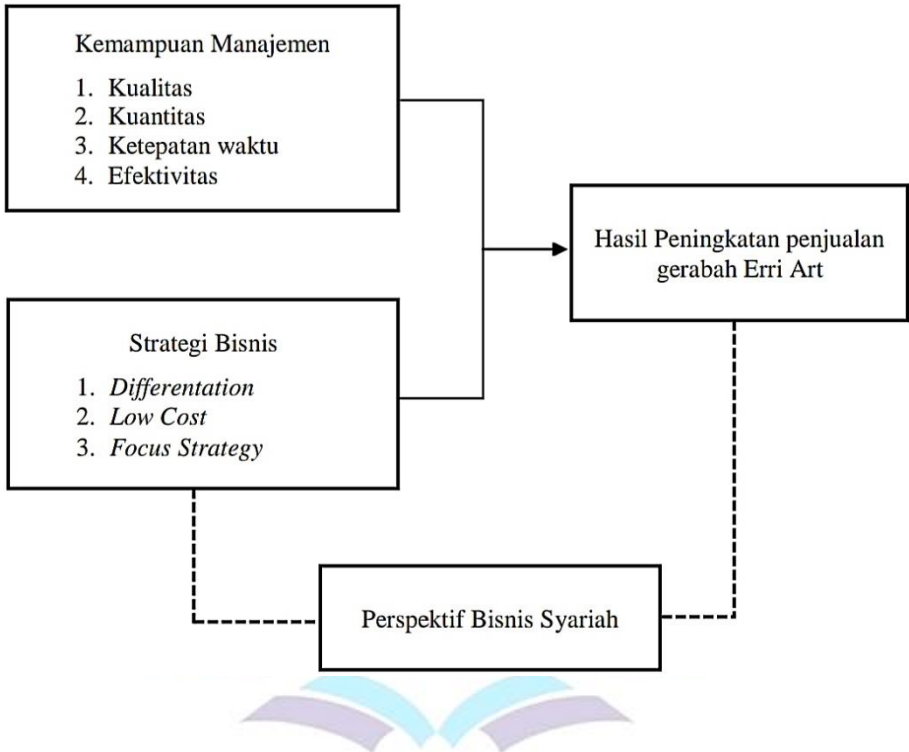 Kemampuan Manajemen
1. Kualitas
2. Kuantitas
3. Ketepatan waktu
4. Efektivitas
Hasil Peningkatan penjualan
gerabah Erri Art
Strategi Bisnis
1. Differentation
2. Low Cost
3. Focus Strategy
Perspektif Bisnis Syariah